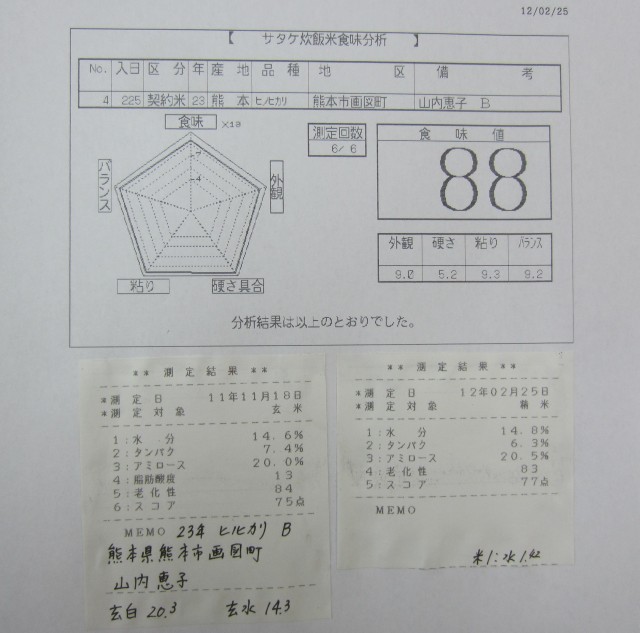 12/02/25
【 サタケ炊飯米食味分析 】
No. 入日 区分 年 産地 品種 地区 備考
4 225 契約米 23 熊本 ヒノヒカリ 熊本市画図町 山内恵子 B
食味 ×10
バランス
外観
粘り
硬さ具合
測定回数
6/ 6
食味値
88
外観 硬さ 粘り バランス
9.0 5.2 9.3 9.2
分析結果は以上のとおりでした。
** 測定結果 **
*測定日 11年11月18日
*測定対象 玄米
1:水分 14.6%
2:タンパク 7.4%
3:アミロース 20.0%
4:脂肪酸度 13
5:老化性 84
6:スコア 75点
MEMO 23年 ヒノヒカリ B
熊本県熊本市画図町
山内恵子
玄白 20.3 玄水 14.3
** 測定結果 **
*測定日 12年02月25日
*測定対象 精米
1:水分 14.8%
2:タンパク 6.3%
3:アミロース 20.5%
4:老化性 83
5:スコア 77点
MEMO
米1:水1.42